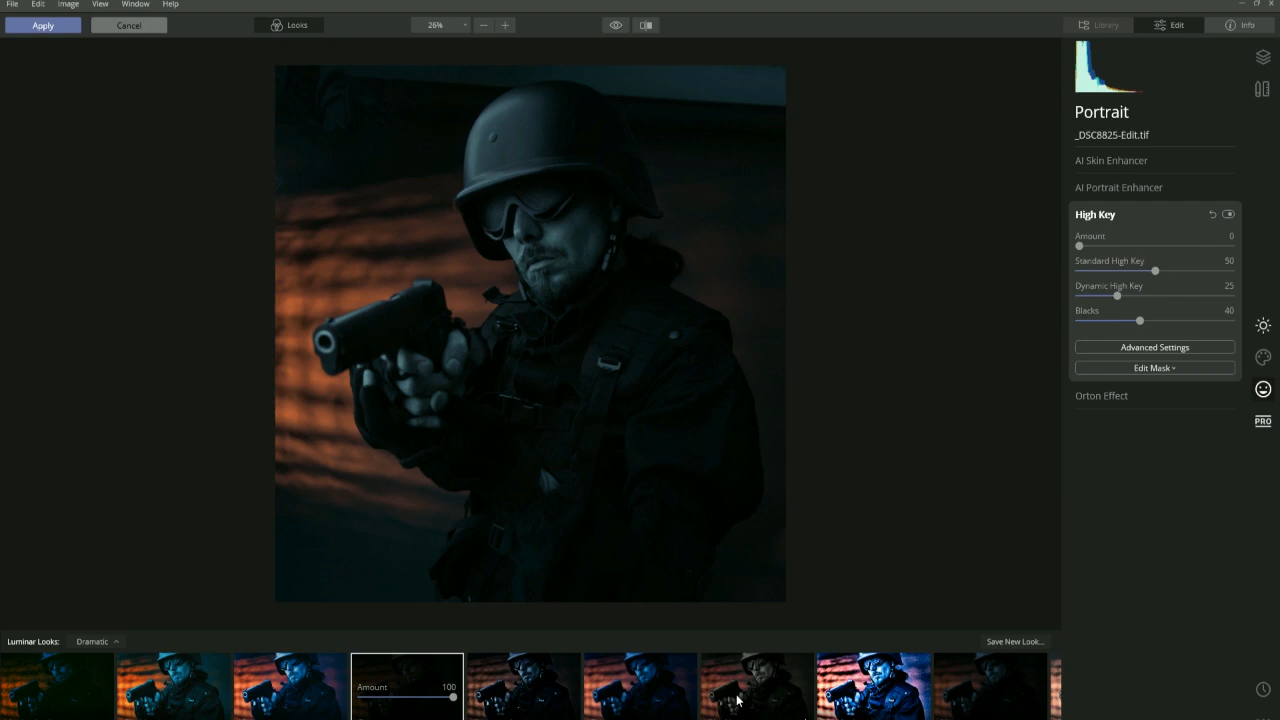 File Edit Image View Window Help
Apply Cancel Looks 26% Library Edit Info
Portrait
_DSC8825-Edit.tif
AI Skin Enhancer
AI Portrait Enhancer
High Key
Amount 0
Standard High Key 50
Dynamic High Key 25
Blacks 40
Advanced Settings
Edit Mask
Orton Effect
PRO
Luminar Looks: Dramatic Save New Look...
Amount 100